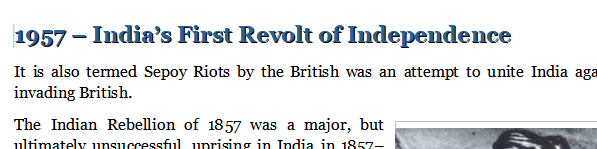 1957 – India's First Revolt of Independence
It is also termed Sepoy Riots by the British was an attempt to unite India aga
invading British.
The Indian Rebellion of 1857 was a major, but
ultimately unsuccessful, uprising in India in 1857–